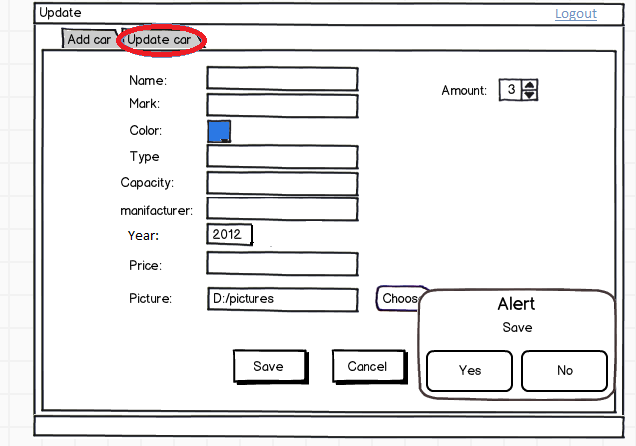 Update Logout
Add car Update car
Name:
Amount: 3
Mark:
Color:
Type
Capacity:
manifacturer:
Year: 2012
Price:
Picture: D:/pictures Choos
Alert
Save
Save Cancel Yes No